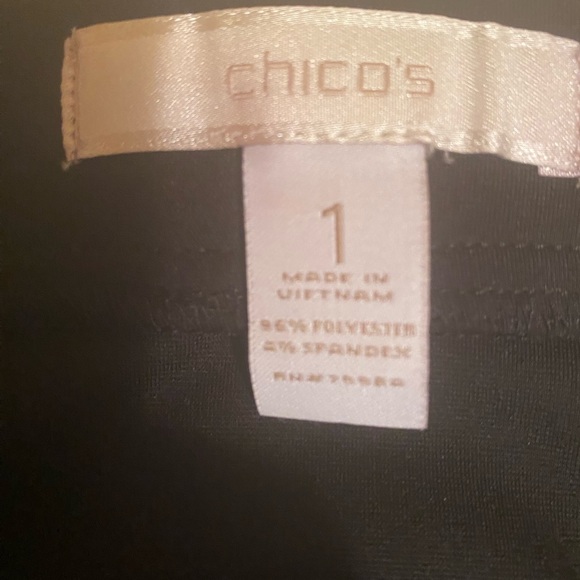 chico's
1
MADE IN
VIETNAM
96% POLYESTER
4% SPANDEX